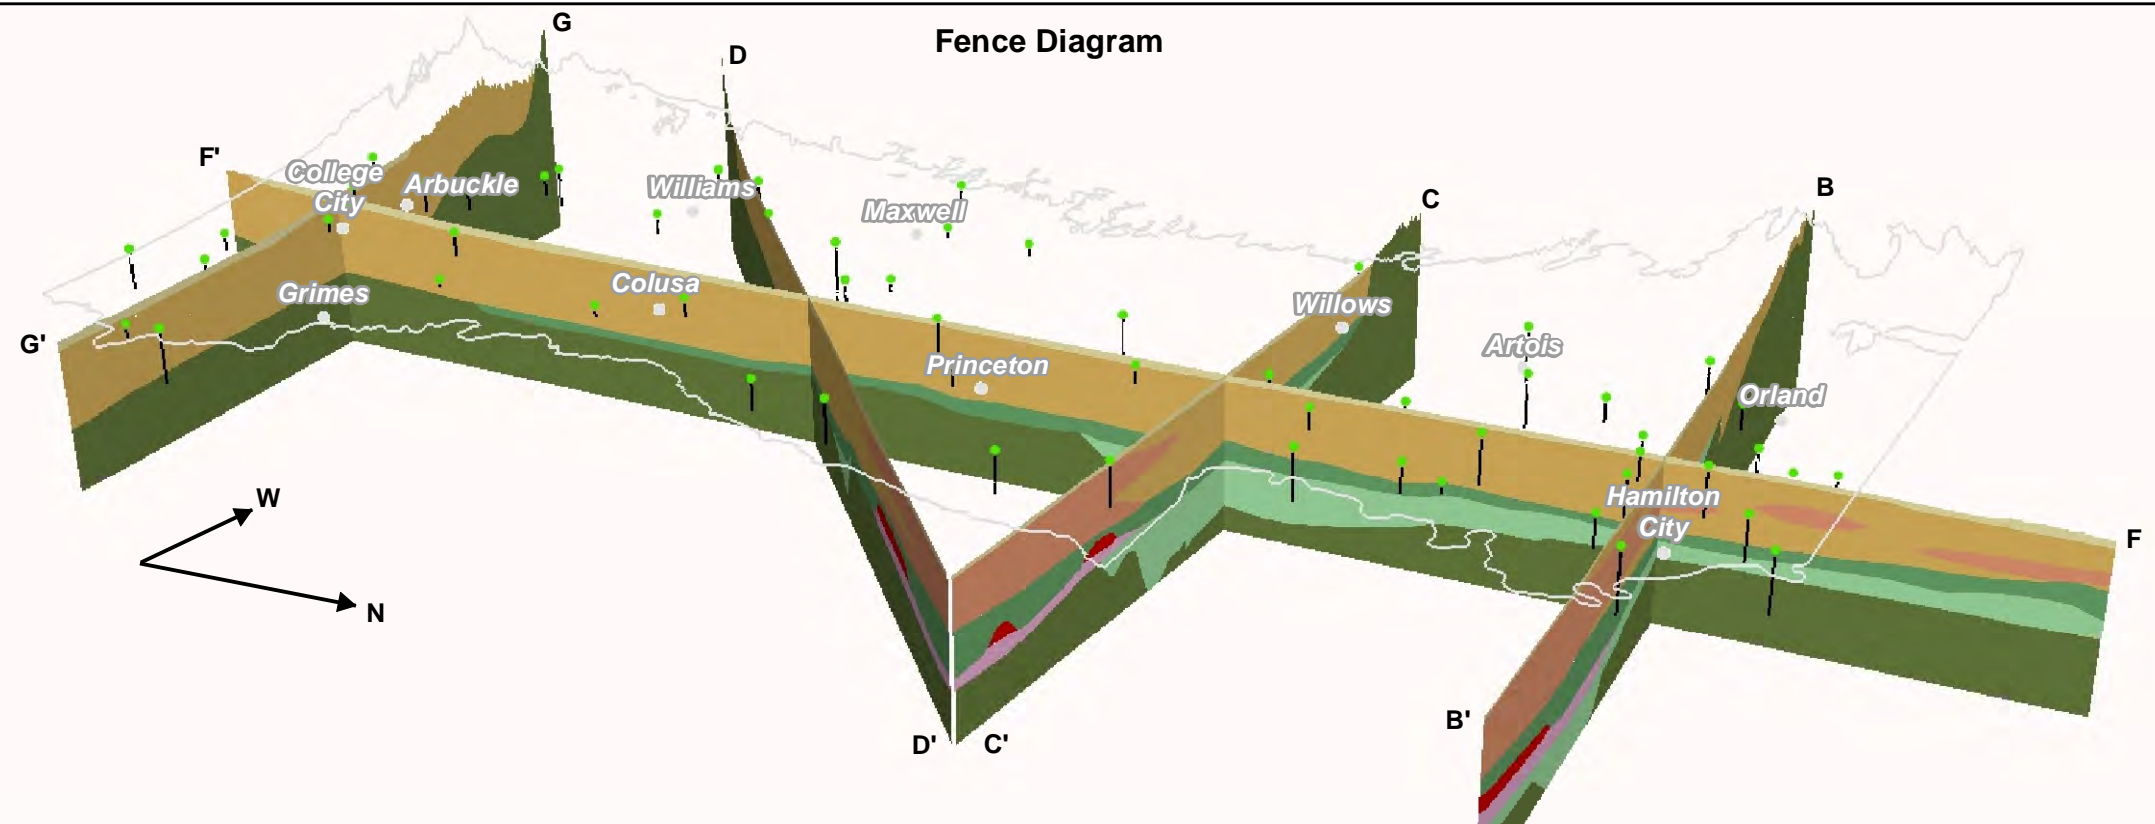 Fence Diagram
G
D
F'
College
City
Arbuckle
Williams
Maxwell
C
B
Grimes
Colusa
Willows
G'
Princeton
Artois
Orland
W
Hamilton
City
F
N
B'
D'
C'